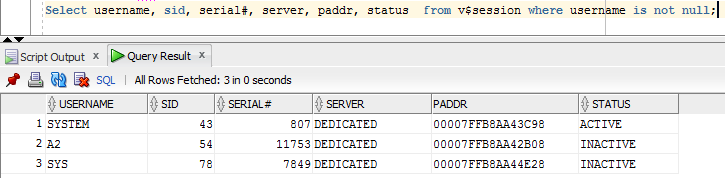 Select username, sid, serial#, server, paddr, status  from v$session where username is not null;
Script Output × Query Result ×
SQL | All Rows Fetched: 3 in 0 seconds
USERNAME SID SERIAL# SERVER PADDR STATUS
1 SYSTEM 43 807 DEDICATED 00007FFB8AA43C98 ACTIVE
2 A2 54 11753 DEDICATED 00007FFB8AA42B08 INACTIVE
3 SYS 78 7849 DEDICATED 00007FFB8AA44E28 INACTIVE